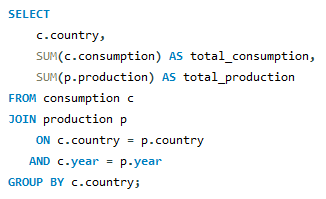 SELECT
    c.country,
    SUM(c.consumption) AS total_consumption,
    SUM(p.production) AS total_production
FROM consumption c
JOIN production p
    ON c.country = p.country
   AND c.year = p.year
GROUP BY c.country;